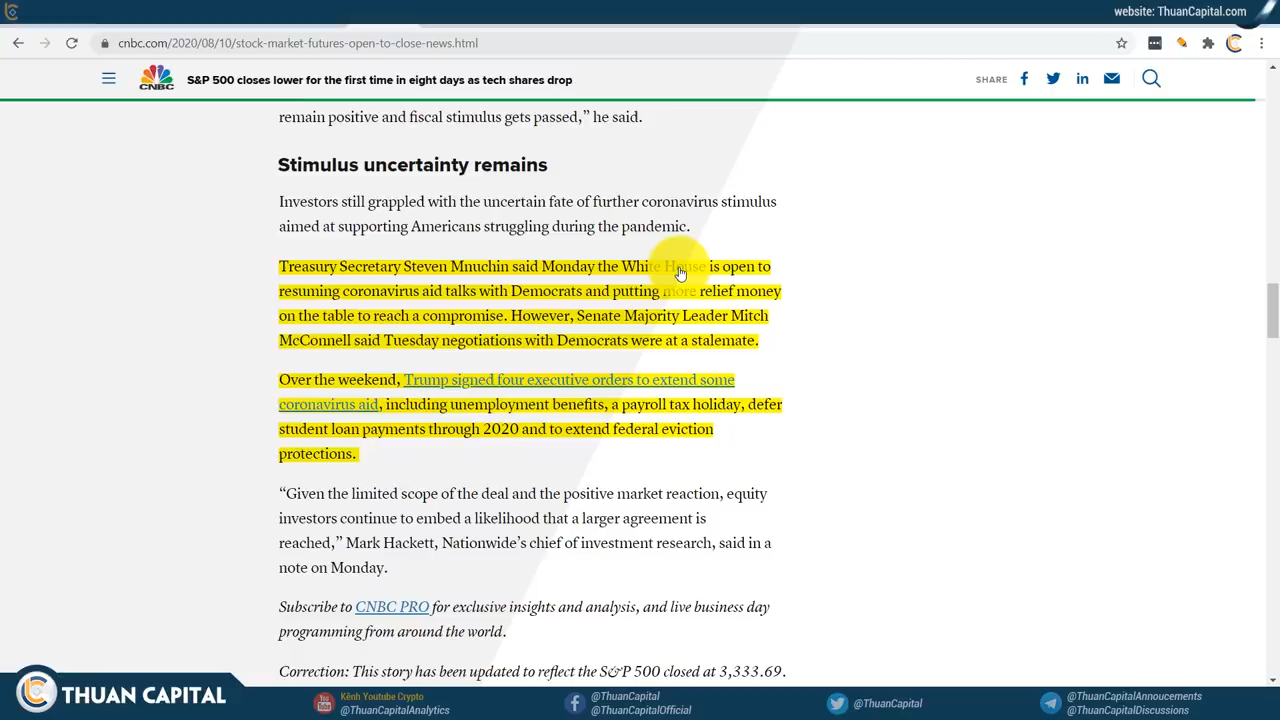 website: ThuanCapital.com
cnbc.com/2020/08/10/stock-market-futures-open-to-close-news.html
CNBC
S&P 500 closes lower for the first time in eight days as tech shares drop
SHARE
remain positive and fiscal stimulus gets passed,” he said.
Stimulus uncertainty remains
Investors still grappled with the uncertain fate of further coronavirus stimulus
aimed at supporting Americans struggling during the pandemic.
Treasury Secretary Steven Mnuchin said Monday the White House is open to
resuming coronavirus aid talks with Democrats and putting more relief money
on the table to reach a compromise. However, Senate Majority Leader Mitch
McConnell said Tuesday negotiations with Democrats were at a stalemate.
Over the weekend, Trump signed four executive orders to extend some
coronavirus aid, including unemployment benefits, a payroll tax holiday, defer
student loan payments through 2020 and to extend federal eviction
protections.
“Given the limited scope of the deal and the positive market reaction, equity
investors continue to embed a likelihood that a larger agreement is
reached,” Mark Hackett, Nationwide’s chief of investment research, said in a
note on Monday.
Subscribe to CNBC PRO for exclusive insights and analysis, and live business day
programming from around the world.
Correction: This story has been updated to reflect the S&P 500 closed at 3,333.69.
THUAN CAPITAL
Kênh Youtube Crypto
@ThuanCapitalAnalytics
@ThuanCapital
@ThuanCapitalOfficial
@ThuanCapital
@ThuanCapitalAnnoucements
@ThuanCapitalDiscussions